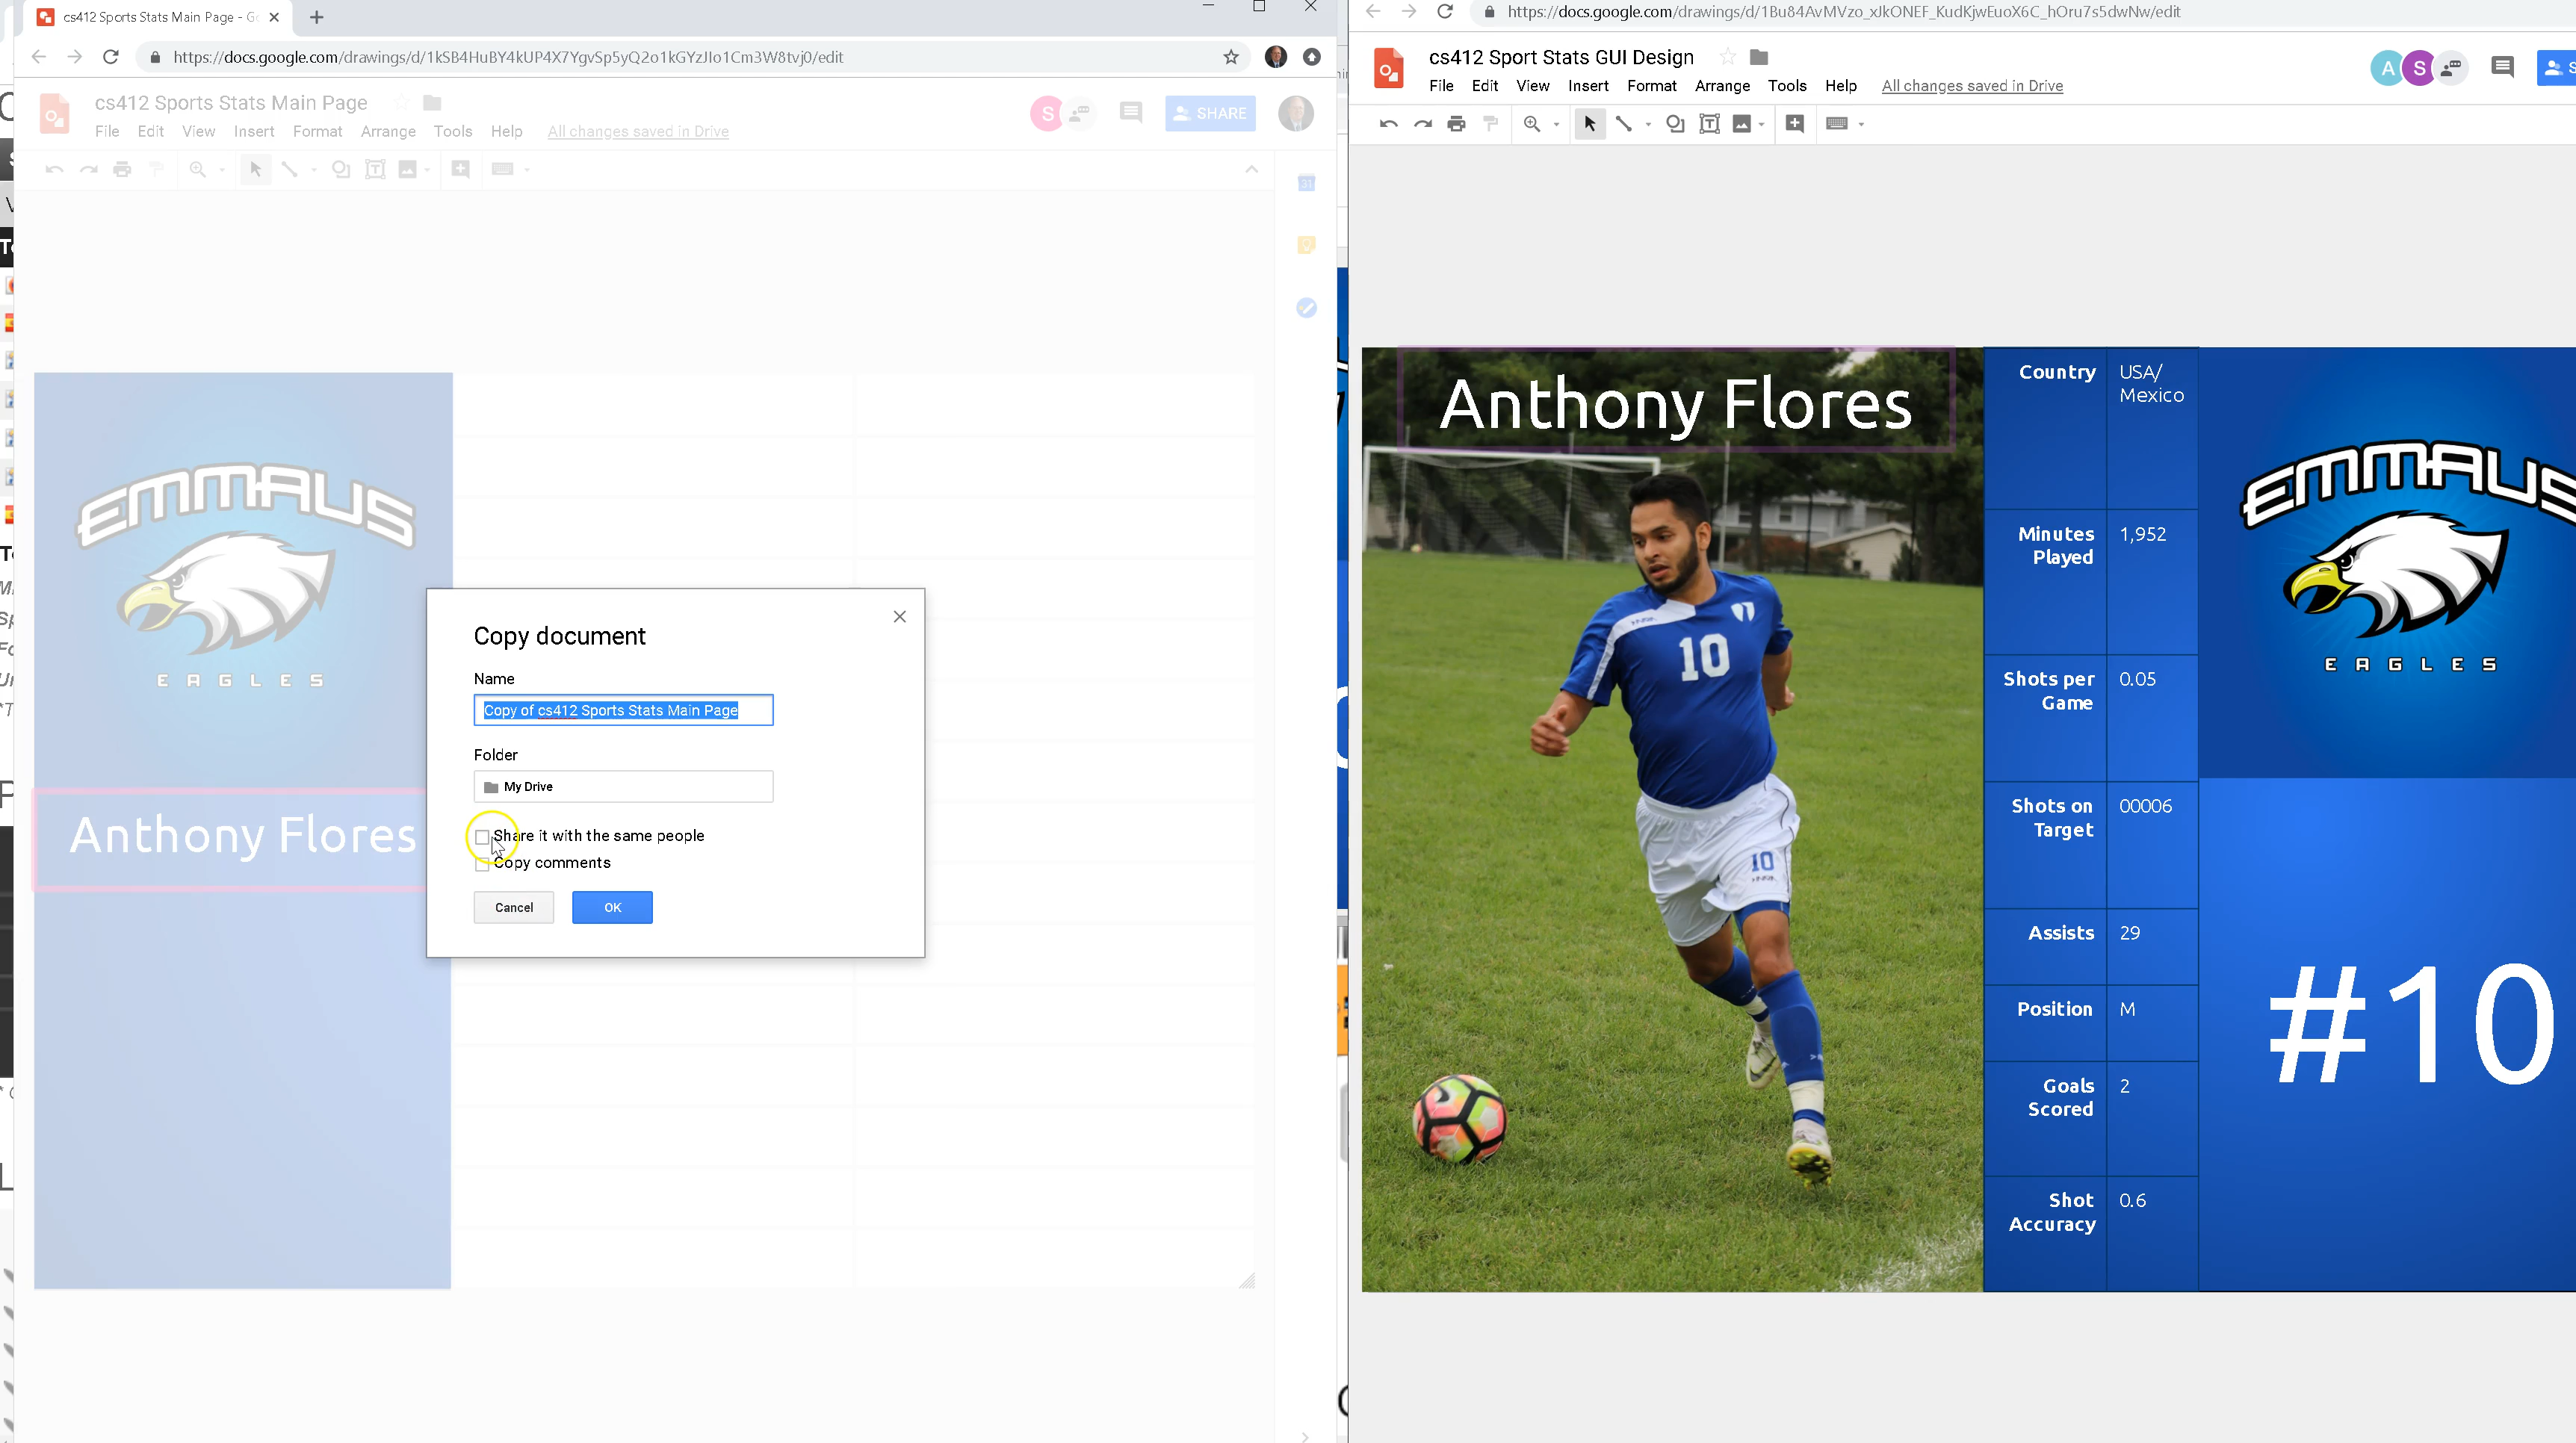 cs412 Sports Stats Main Page - G
https://docs.google.com/drawings/d/1kSB4HuBY4kUP4X7YgvSp5yQ2o1kGYzJIo1Cm3W8tvj0/edit
cs412 Sports Stats Main Page
File Edit View Insert Format Arrange Tools Help All changes saved in Drive
S
SHARE
31
EMMAUS
EAGLES
Anthony Flores
Copy document
Name
Copy of cs412 Sports Stats Main Page
Folder
My Drive
Share it with the same people
Copy comments
Cancel
OK
https://docs.google.com/drawings/d/1Bu84AvMVzo_xJkONEF_KudKjwEuoX6C_hOru7s5dwNw/edit
cs412 Sport Stats GUI Design
File Edit View Insert Format Arrange Tools Help All changes saved in Drive
A S
Anthony Flores
10
10
Country USA/
Mexico
Minutes 1,952
Played
Shots per 0.05
Game
Shots on 00006
Target
Assists 29
Position M
Goals 2
Scored
Shot 0.6
Accuracy
EMMAUS
EAGLES
#10